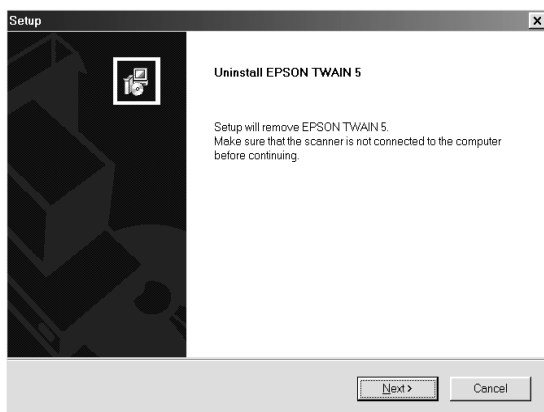 Setup
Uninstall EPSON TWAIN 5
Setup will remove EPSON TWAIN 5.
Make sure that the scanner is not connected to the computer
before continuing.
Next >
Cancel